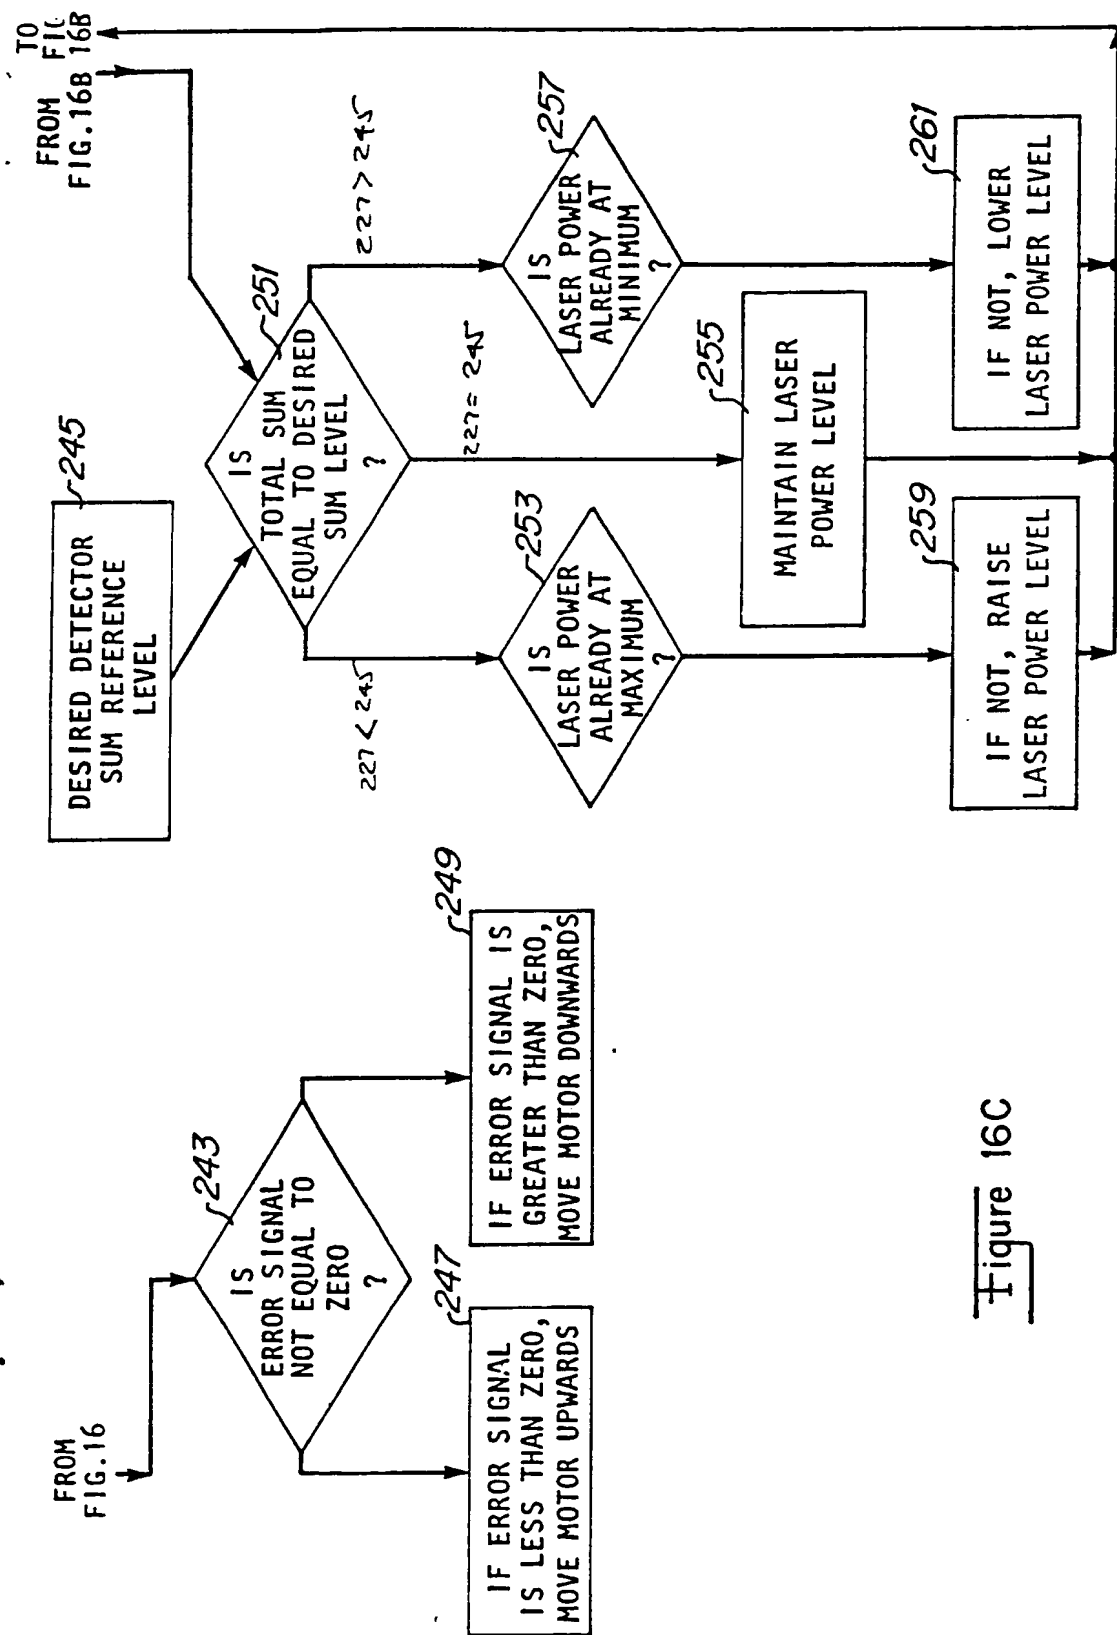 FROM
FIG.16
243
IS
ERROR SIGNAL
NOT EQUAL TO
ZERO
?
247
IF ERROR SIGNAL
IS LESS THAN ZERO,
MOVE MOTOR UPWARDS
249
IF ERROR SIGNAL IS
GREATER THAN ZERO,
MOVE MOTOR DOWNWARDS
245
DESIRED DETECTOR
SUM REFERENCE
LEVEL
FROM
FIG.16B
TO
FIG
16B
251
IS
TOTAL SUM
EQUAL TO DESIRED
SUM LEVEL
?
227 < 245
227 = 245
227 > 245
253
IS
LASER POWER
ALREADY AT
MAXIMUM
?
257
IS
LASER POWER
ALREADY AT
MINIMUM
?
255
MAINTAIN LASER
POWER LEVEL
259
IF NOT, RAISE
LASER POWER LEVEL
261
IF NOT, LOWER
LASER POWER LEVEL
Figure 16C